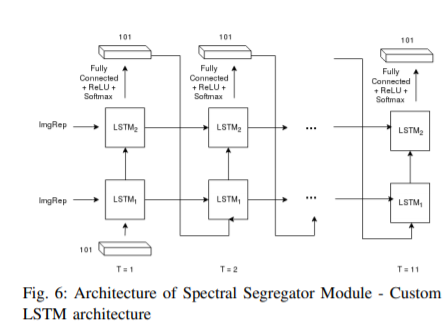 101
101
101
Fully
Connected
+ ReLU +
Softmax
Fully
Connected
+ ReLU +
Softmax
Fully
Connected
+ ReLU +
Softmax
ImgRep
LSTM₂
LSTM₂
...
LSTM₂
ImgRep
LSTM₁
LSTM₁
...
LSTM₁
101
T = 1
T = 2
T = 11
Fig. 6: Architecture of Spectral Segregator Module - Custom
LSTM architecture